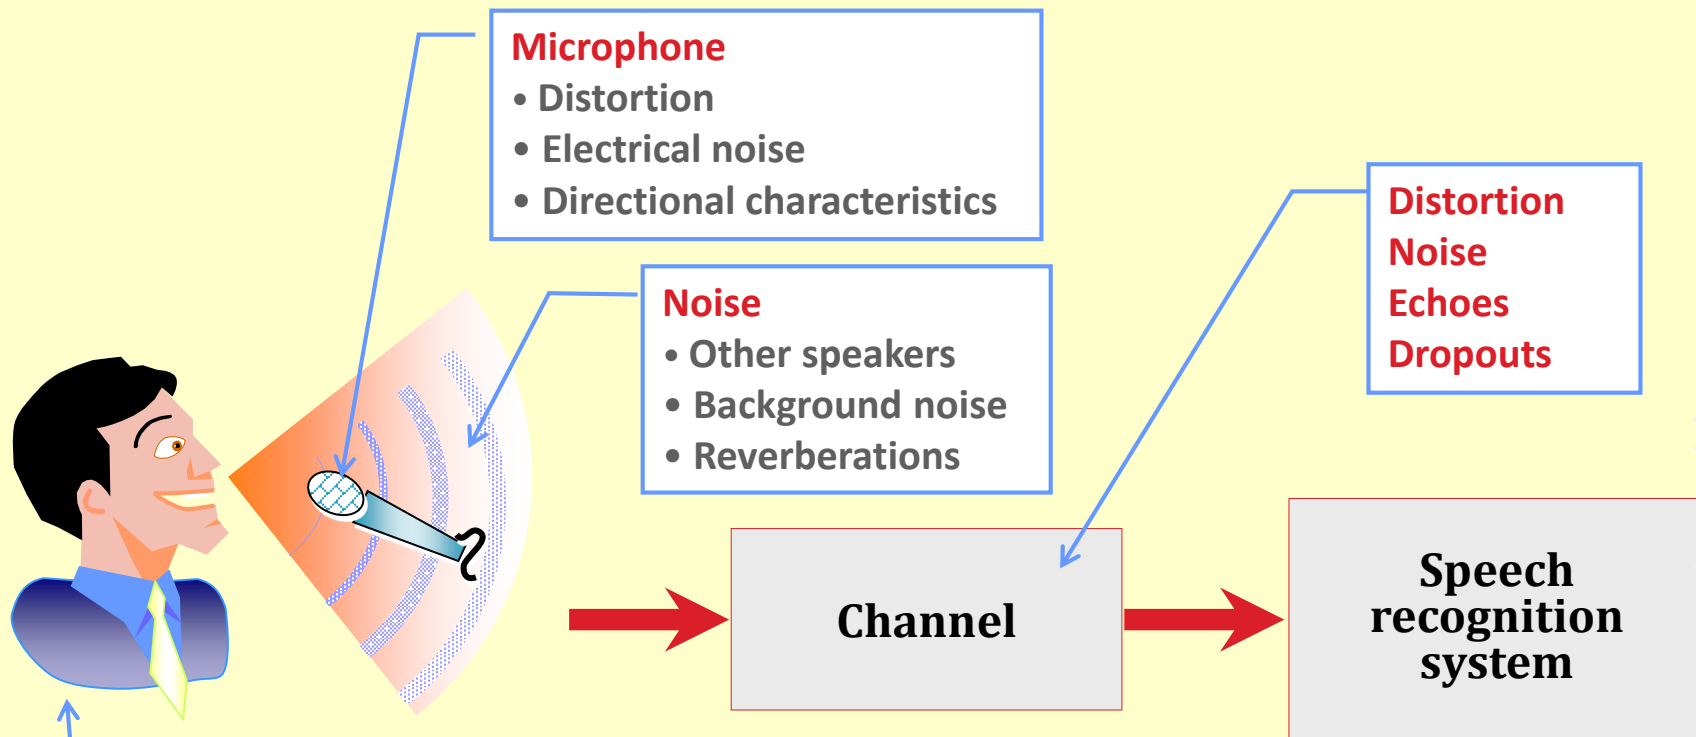 Microphone
• Distortion
• Electrical noise
• Directional characteristics
Noise
• Other speakers
• Background noise
• Reverberations
Distortion
Noise
Echoes
Dropouts
Channel
Speech
recognition
system